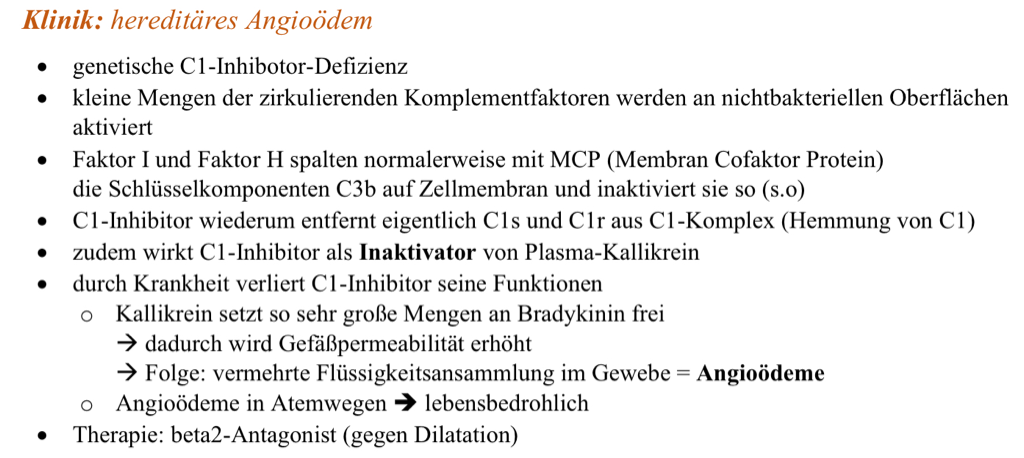 Klinik: hereditäres Angioödem
• genetische C1-Inhibotor-Defizienz
• kleine Mengen der zirkulierenden Komplementfaktoren werden an nichtbakteriellen Oberflächen
aktiviert
• Faktor I und Faktor H spalten normalerweise mit MCP (Membran Cofaktor Protein)
die Schlüsselkomponenten C3b auf Zellmembran und inaktiviert sie so (s.o)
• C1-Inhibitor wiederum entfernt eigentlich C1s und C1r aus C1-Komplex (Hemmung von C1)
• zudem wirkt C1-Inhibitor als Inaktivator von Plasma-Kallikrein
• durch Krankheit verliert C1-Inhibitor seine Funktionen
o Kallikrein setzt so sehr große Mengen an Bradykinin frei
→ dadurch wird Gefäßpermeabilität erhöht
→ Folge: vermehrte Flüssigkeitsansammlung im Gewebe = Angioödeme
o Angioödeme in Atemwegen ➔ lebensbedrohlich
• Therapie: beta2-Antagonist (gegen Dilatation)